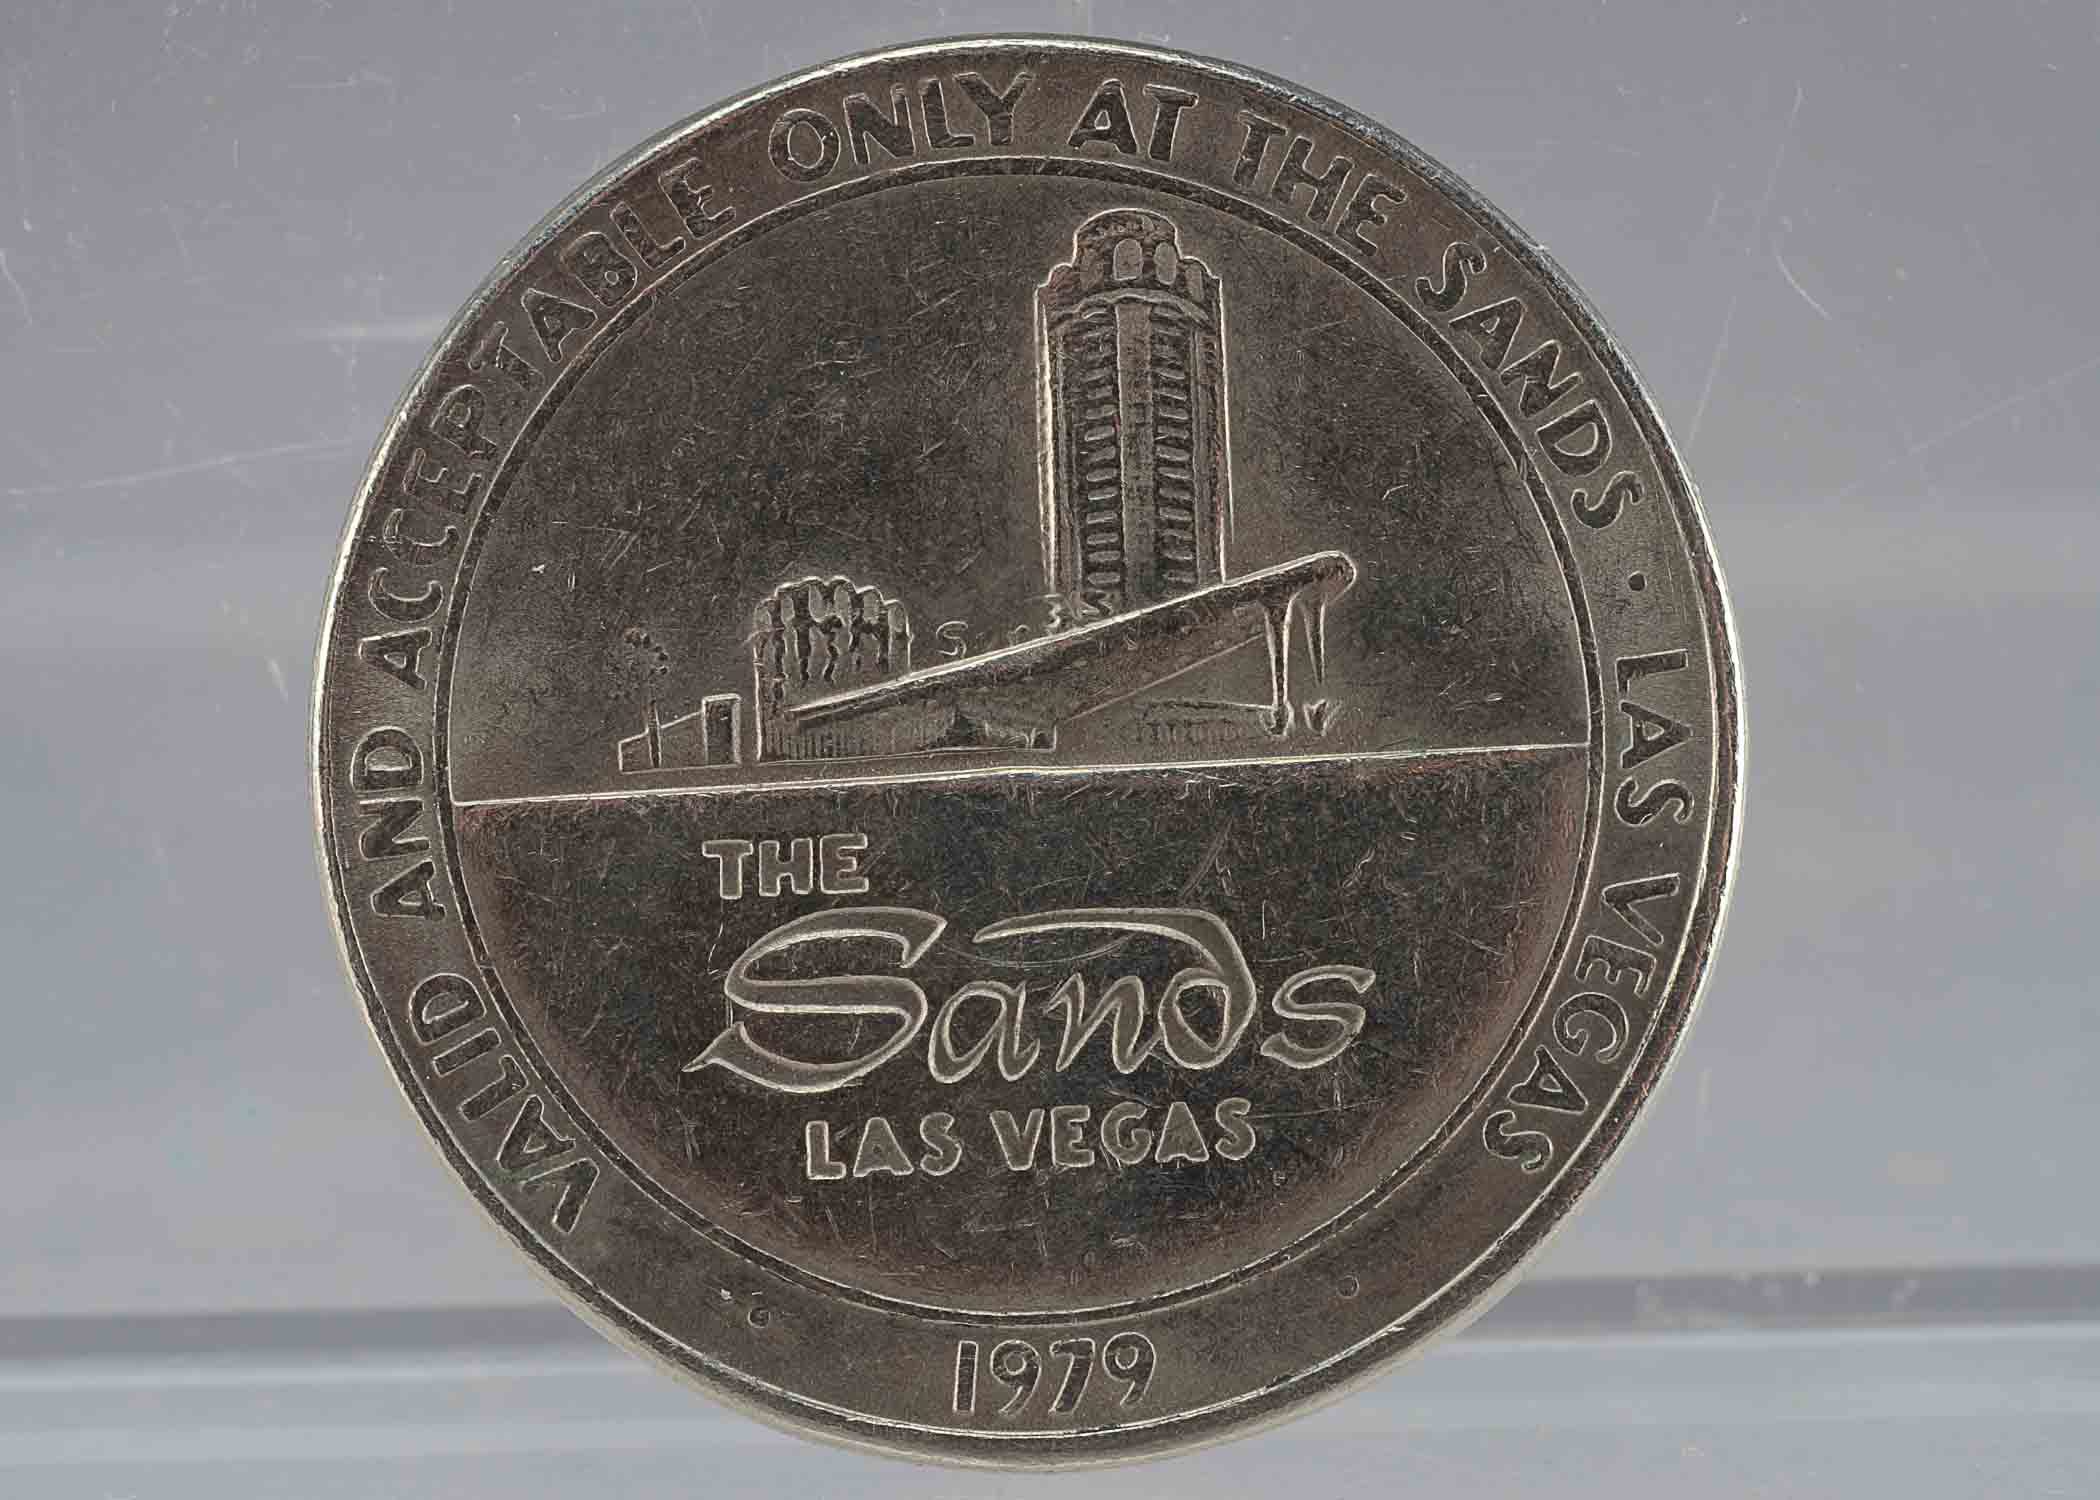 VALID AND ACCEPTABLE ONLY AT THE SANDS · LAS VEGAS
THE
Sands
LAS VEGAS
1979